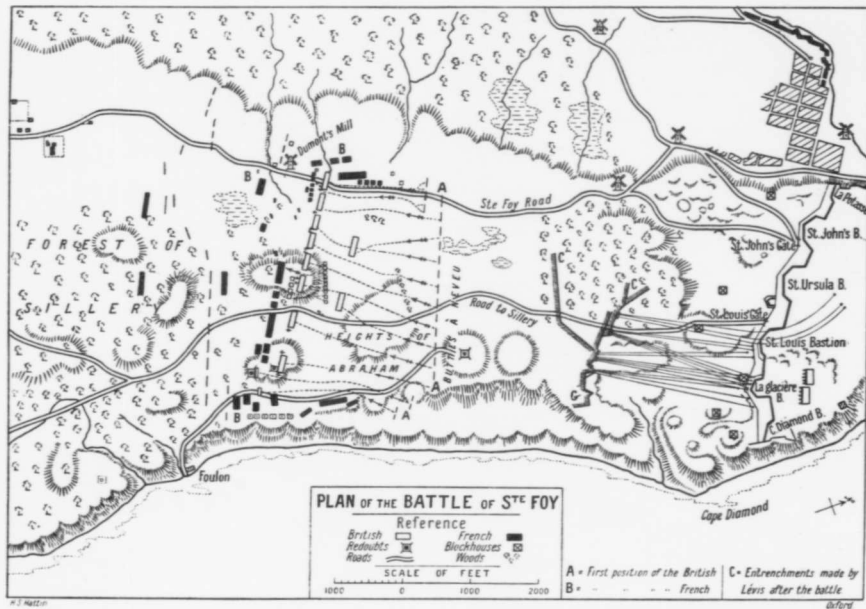 Dumont's Mill
B
B
A
Ste Foy Road
La Potasse
St. John's B.
St. John's Gate
St. Ursula B.
FOREST OF
SILLERY
C
C
St. Louis Gate
Road to Sillery
HEIGHTS OF
ABRAHAM
BUTTES A NEVEU
St. Louis Bastion
La glacière
B.
A
A
B
C
C. Diamond B.
Foulon
Cape Diamond
PLAN OF THE BATTLE OF STE FOY
Reference
British French
Redoubts Blockhouses
Roads Woods
SCALE OF FEET
1000 0 1000 2000
A = First position of the British
B = " " " French
C = Entrenchments made by
Lévis after the battle
Oxford